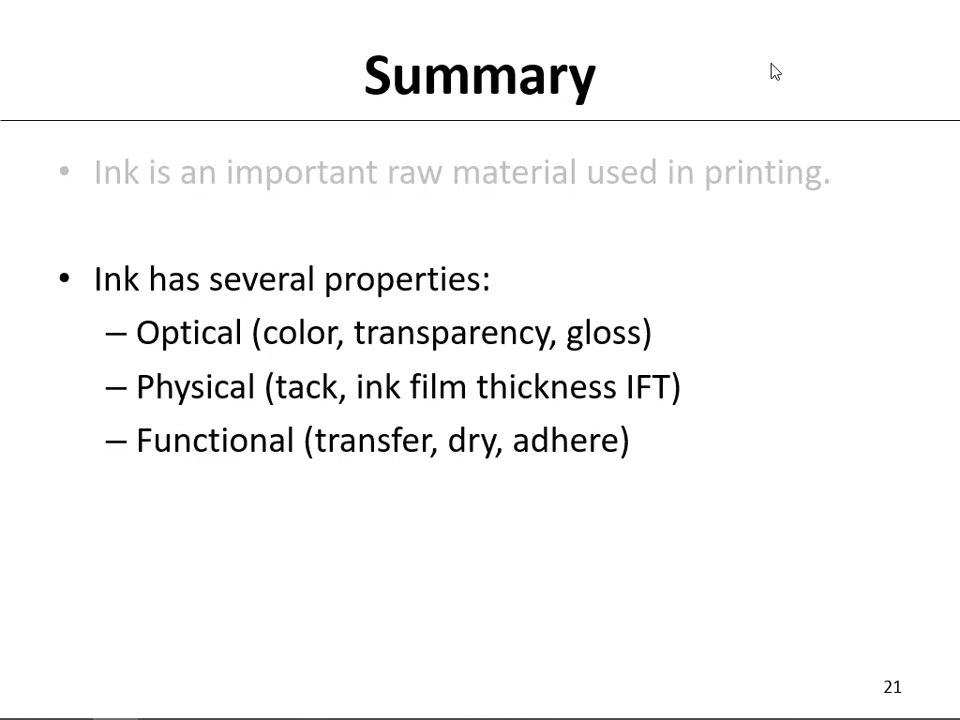 Summary
• Ink is an important raw material used in printing.
• Ink has several properties:
– Optical (color, transparency, gloss)
– Physical (tack, ink film thickness IFT)
– Functional (transfer, dry, adhere)
21